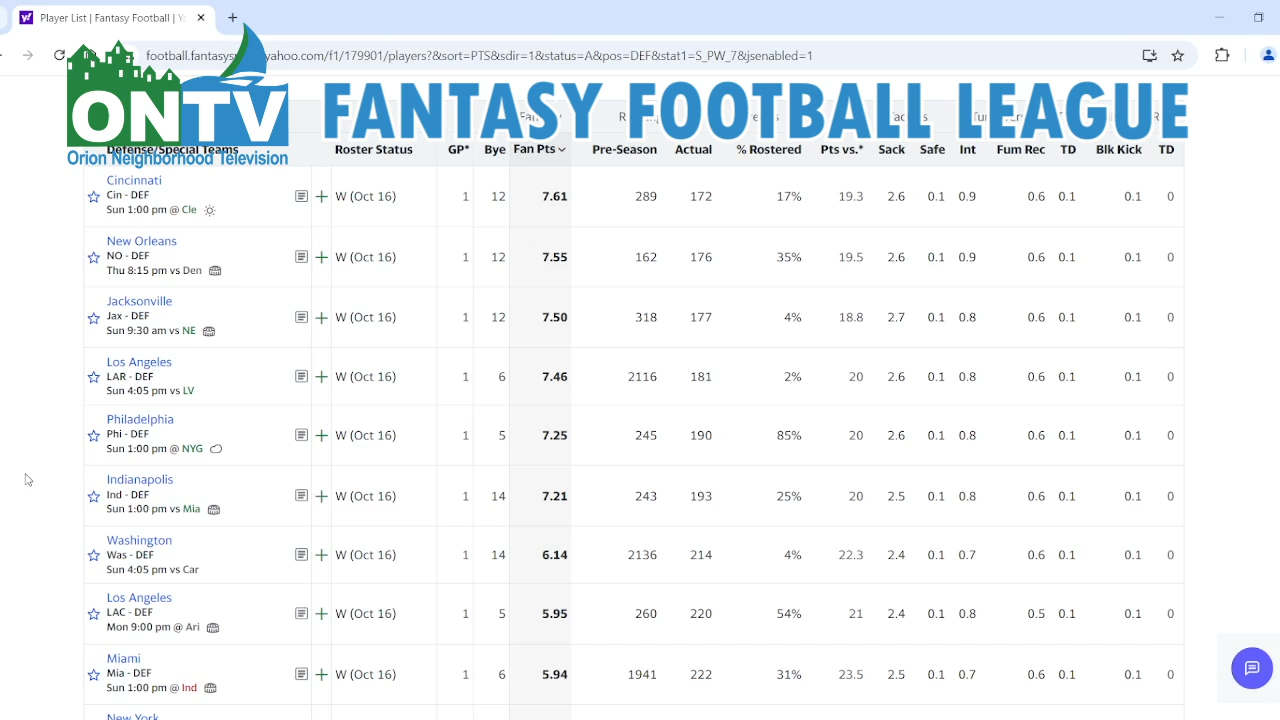 Player List | Fantasy Football | Ya
football.fantasysp yahoo.com/f1/179901/players?&sort=PTS&sdir=1&status=A&pos=DEF&stat1=S_PW_7&jsenabled=1
ONTV
Orion Neighborhood Television
FANTASY FOOTBALL LEAGUE
Defense/Special Teams Roster Status GP* Bye Fan Pts Pre-Season Actual % Rostered Pts vs.* Sack Safe Int Fum Rec TD Blk Kick TD
Cincinnati
Cin - DEF W (Oct 16) 1 12 7.61 289 172 17% 19.3 2.6 0.1 0.9 0.6 0.1 0.1 0
Sun 1:00 pm @ Cle
New Orleans
NO - DEF W (Oct 16) 1 12 7.55 162 176 35% 19.5 2.6 0.1 0.9 0.6 0.1 0.1 0
Thu 8:15 pm vs Den
Jacksonville
Jax - DEF W (Oct 16) 1 12 7.50 318 177 4% 18.8 2.7 0.1 0.8 0.6 0.1 0.1 0
Sun 9:30 am vs NE
Los Angeles
LAR - DEF W (Oct 16) 1 6 7.46 2116 181 2% 20 2.6 0.1 0.8 0.6 0.1 0.1 0
Sun 4:05 pm vs LV
Philadelphia
Phi - DEF W (Oct 16) 1 5 7.25 245 190 85% 20 2.6 0.1 0.8 0.6 0.1 0.1 0
Sun 1:00 pm @ NYG
Indianapolis
Ind - DEF W (Oct 16) 1 14 7.21 243 193 25% 20 2.5 0.1 0.8 0.6 0.1 0.1 0
Sun 1:00 pm vs Mia
Washington
Was - DEF W (Oct 16) 1 14 6.14 2136 214 4% 22.3 2.4 0.1 0.7 0.6 0.1 0.1 0
Sun 4:05 pm vs Car
Los Angeles
LAC - DEF W (Oct 16) 1 5 5.95 260 220 54% 21 2.4 0.1 0.8 0.5 0.1 0.1 0
Mon 9:00 pm @ Ari
Miami
Mia - DEF W (Oct 16) 1 6 5.94 1941 222 31% 23.5 2.5 0.1 0.7 0.6 0.1 0.1 0
Sun 1:00 pm @ Ind
New York